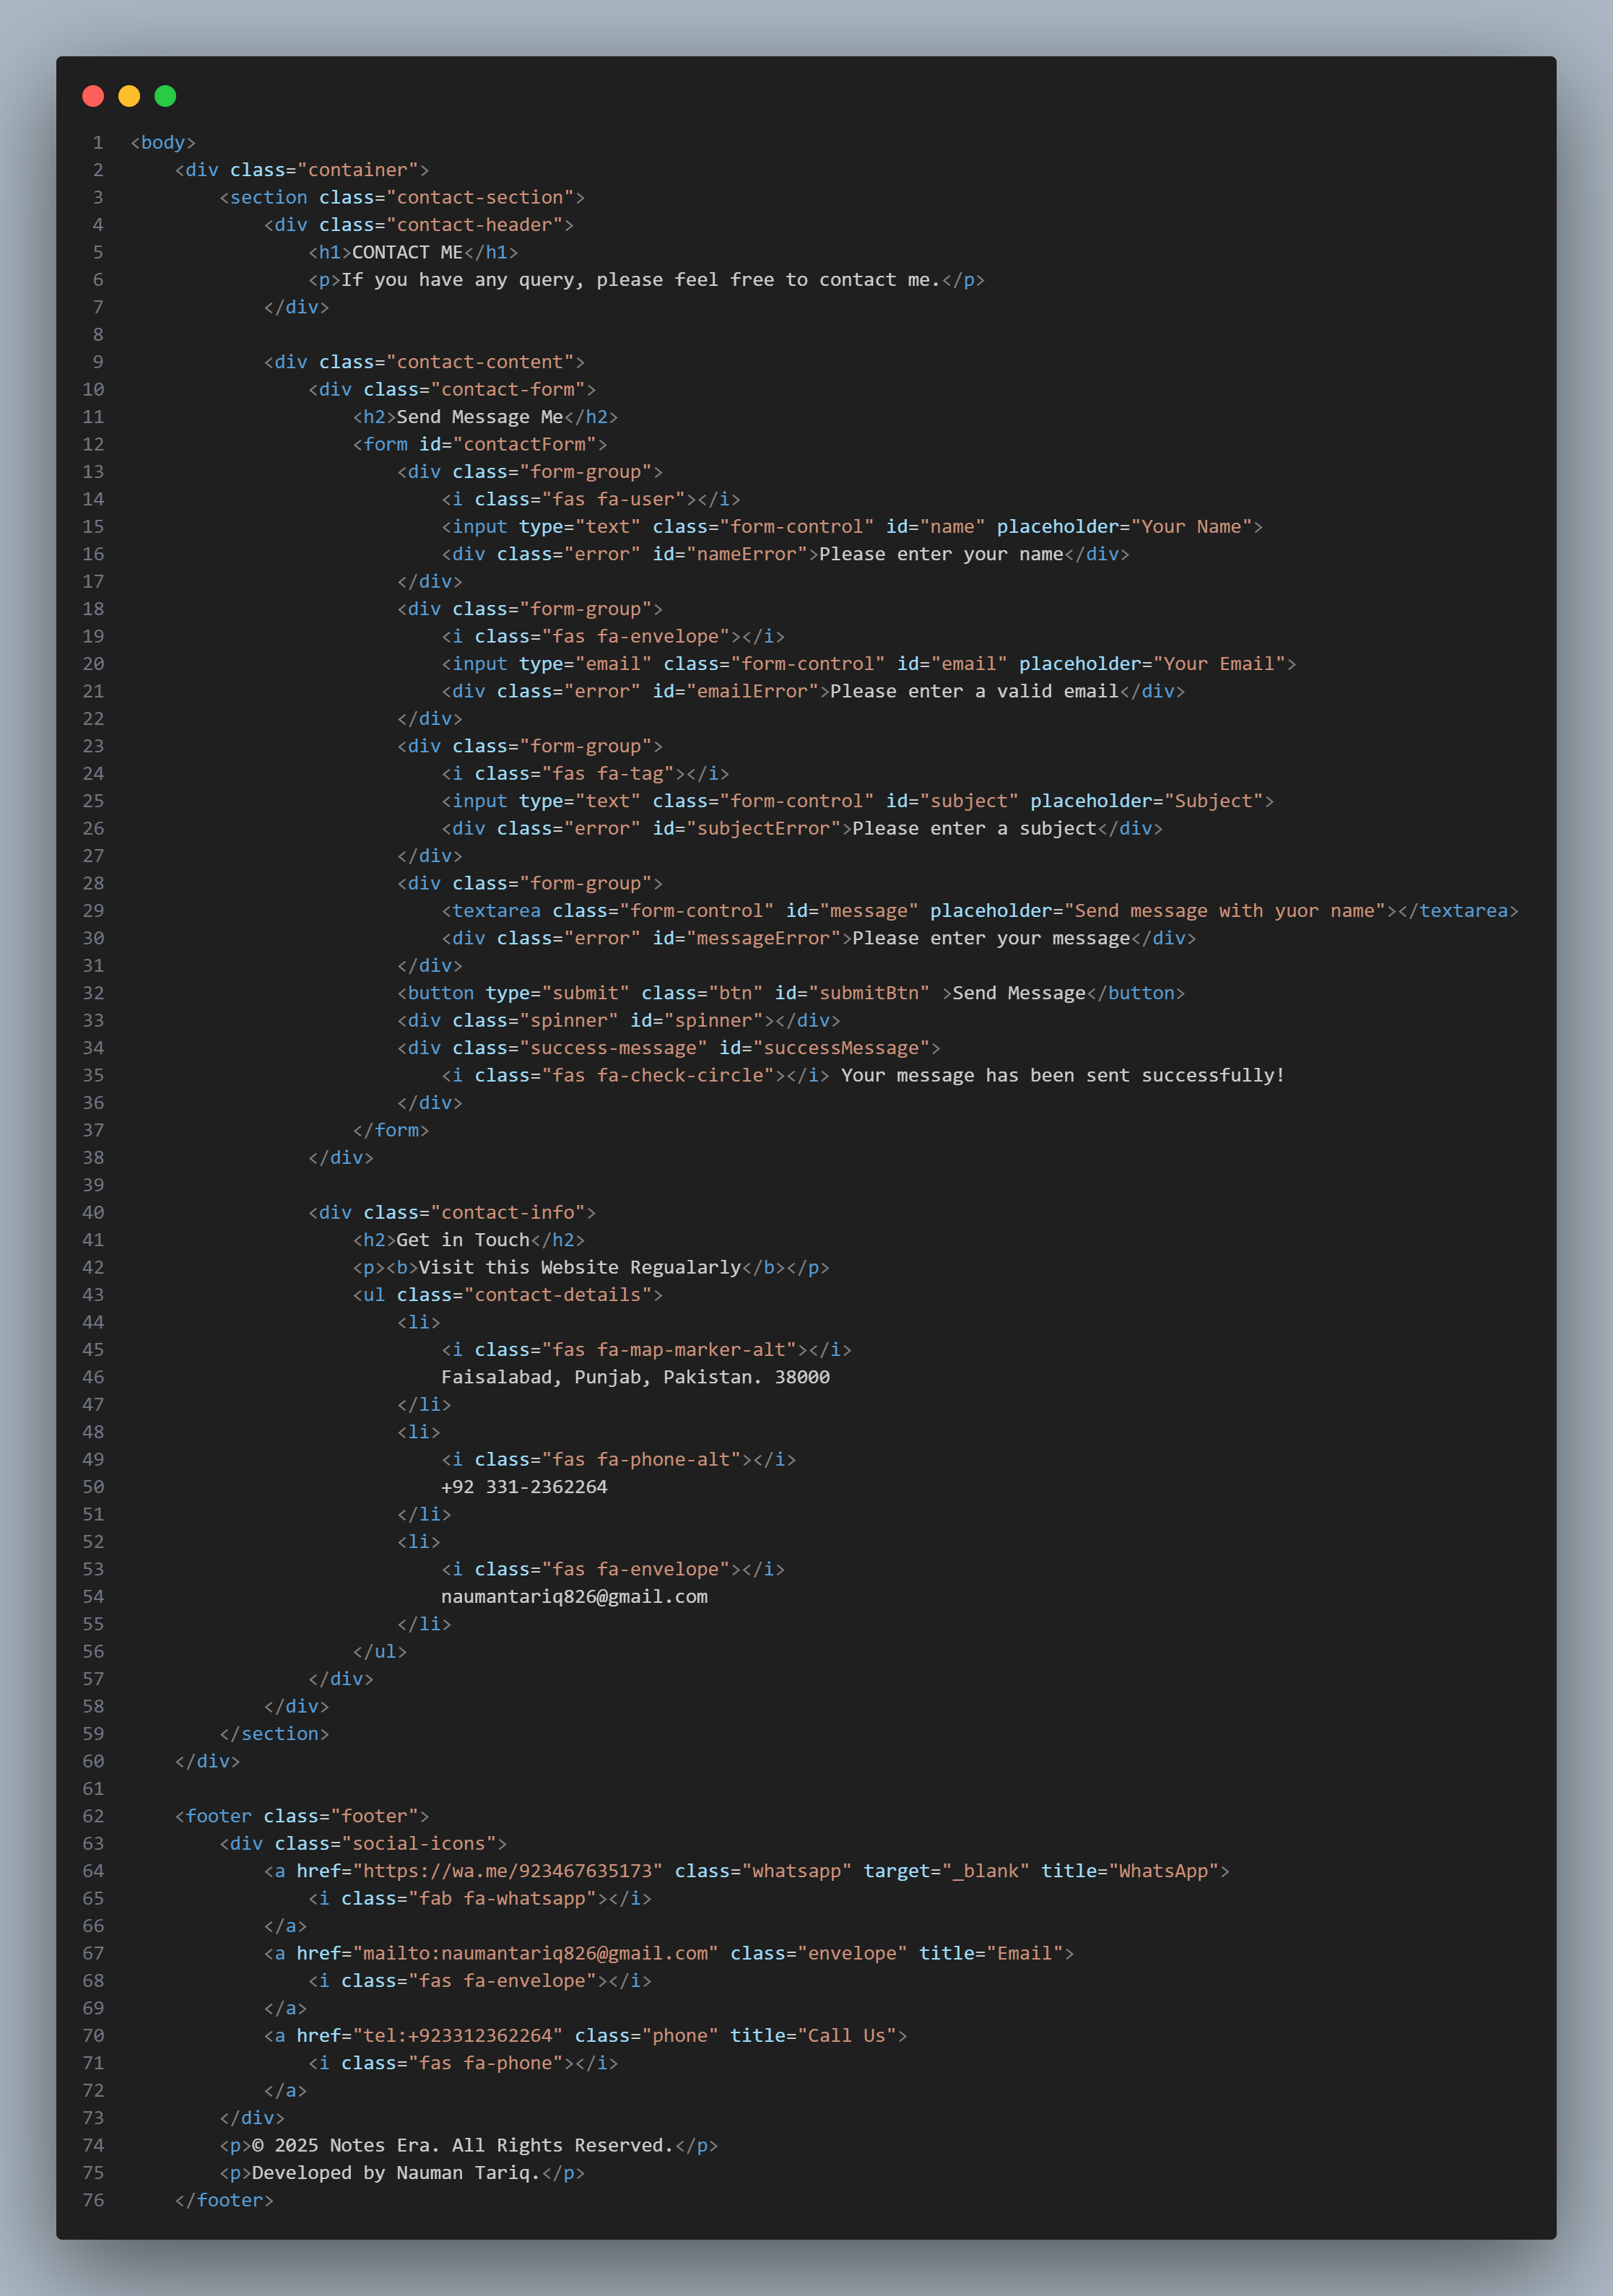 1 <body>
2     <div class="container">
3         <section class="contact-section">
4             <div class="contact-header">
5                 <h1>CONTACT ME</h1>
6                 <p>If you have any query, please feel free to contact me.</p>
7             </div>
8
9             <div class="contact-content">
10                 <div class="contact-form">
11                     <h2>Send Message Me</h2>
12                     <form id="contactForm">
13                         <div class="form-group">
14                             <i class="fas fa-user"></i>
15                             <input type="text" class="form-control" id="name" placeholder="Your Name">
16                             <div class="error" id="nameError">Please enter your name</div>
17                         </div>
18                         <div class="form-group">
19                             <i class="fas fa-envelope"></i>
20                             <input type="email" class="form-control" id="email" placeholder="Your Email">
21                             <div class="error" id="emailError">Please enter a valid email</div>
22                         </div>
23                         <div class="form-group">
24                             <i class="fas fa-tag"></i>
25                             <input type="text" class="form-control" id="subject" placeholder="Subject">
26                             <div class="error" id="subjectError">Please enter a subject</div>
27                         </div>
28                         <div class="form-group">
29                             <textarea class="form-control" id="message" placeholder="Send message with yuor name"></textarea>
30                             <div class="error" id="messageError">Please enter your message</div>
31                         </div>
32                         <button type="submit" class="btn" id="submitBtn" >Send Message</button>
33                         <div class="spinner" id="spinner"></div>
34                         <div class="success-message" id="successMessage">
35                             <i class="fas fa-check-circle"></i> Your message has been sent successfully!
36                         </div>
37                     </form>
38                 </div>
39
40                 <div class="contact-info">
41                     <h2>Get in Touch</h2>
42                     <p><b>Visit this Website Regualarly</b></p>
43                     <ul class="contact-details">
44                         <li>
45                             <i class="fas fa-map-marker-alt"></i>
46                             Faisalabad, Punjab, Pakistan. 38000
47                         </li>
48                         <li>
49                             <i class="fas fa-phone-alt"></i>
50                             +92 331-2362264
51                         </li>
52                         <li>
53                             <i class="fas fa-envelope"></i>
54                             naumantariq826@gmail.com
55                         </li>
56                     </ul>
57                 </div>
58             </div>
59         </section>
60     </div>
61
62     <footer class="footer">
63         <div class="social-icons">
64             <a href="https://wa.me/923467635173" class="whatsapp" target="_blank" title="WhatsApp">
65                 <i class="fab fa-whatsapp"></i>
66             </a>
67             <a href="mailto:naumantariq826@gmail.com" class="envelope" title="Email">
68                 <i class="fas fa-envelope"></i>
69             </a>
70             <a href="tel:+923312362264" class="phone" title="Call Us">
71                 <i class="fas fa-phone"></i>
72             </a>
73         </div>
74         <p>© 2025 Notes Era. All Rights Reserved.</p>
75         <p>Developed by Nauman Tariq.</p>
76     </footer>